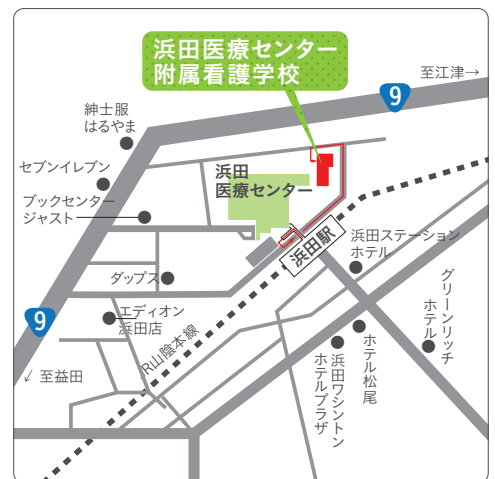 浜田医療センター
附属看護学校
至江津→
9
紳士服
はるやま
セブンイレブン
ブックセンター
ジャスト
浜田
医療センター
浜田駅
浜田ステーション
ホテル
ダップス
グリーンリッチ
ホテル
エディオン
浜田店
9
JR山陰本線
↙ 至益田
ホテル松尾
浜田ワシントン
ホテルプラザ